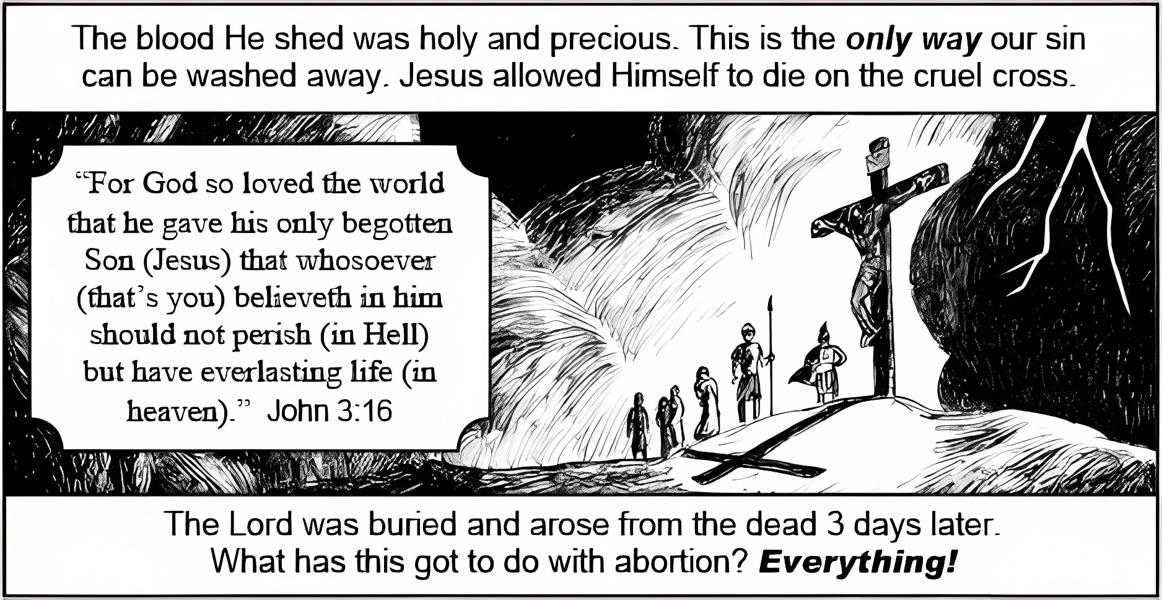 The blood He shed was holy and precious. This is the only way our sin
can be washed away. Jesus allowed Himself to die on the cruel cross.
“For God so loved the world
that he gave his only begotten
Son (Jesus) that whosoever
(that’s you) believeth in him
should not perish (in Hell)
but have everlasting life (in
heaven).” John 3:16
The Lord was buried and arose from the dead 3 days later.
What has this got to do with abortion? Everything!